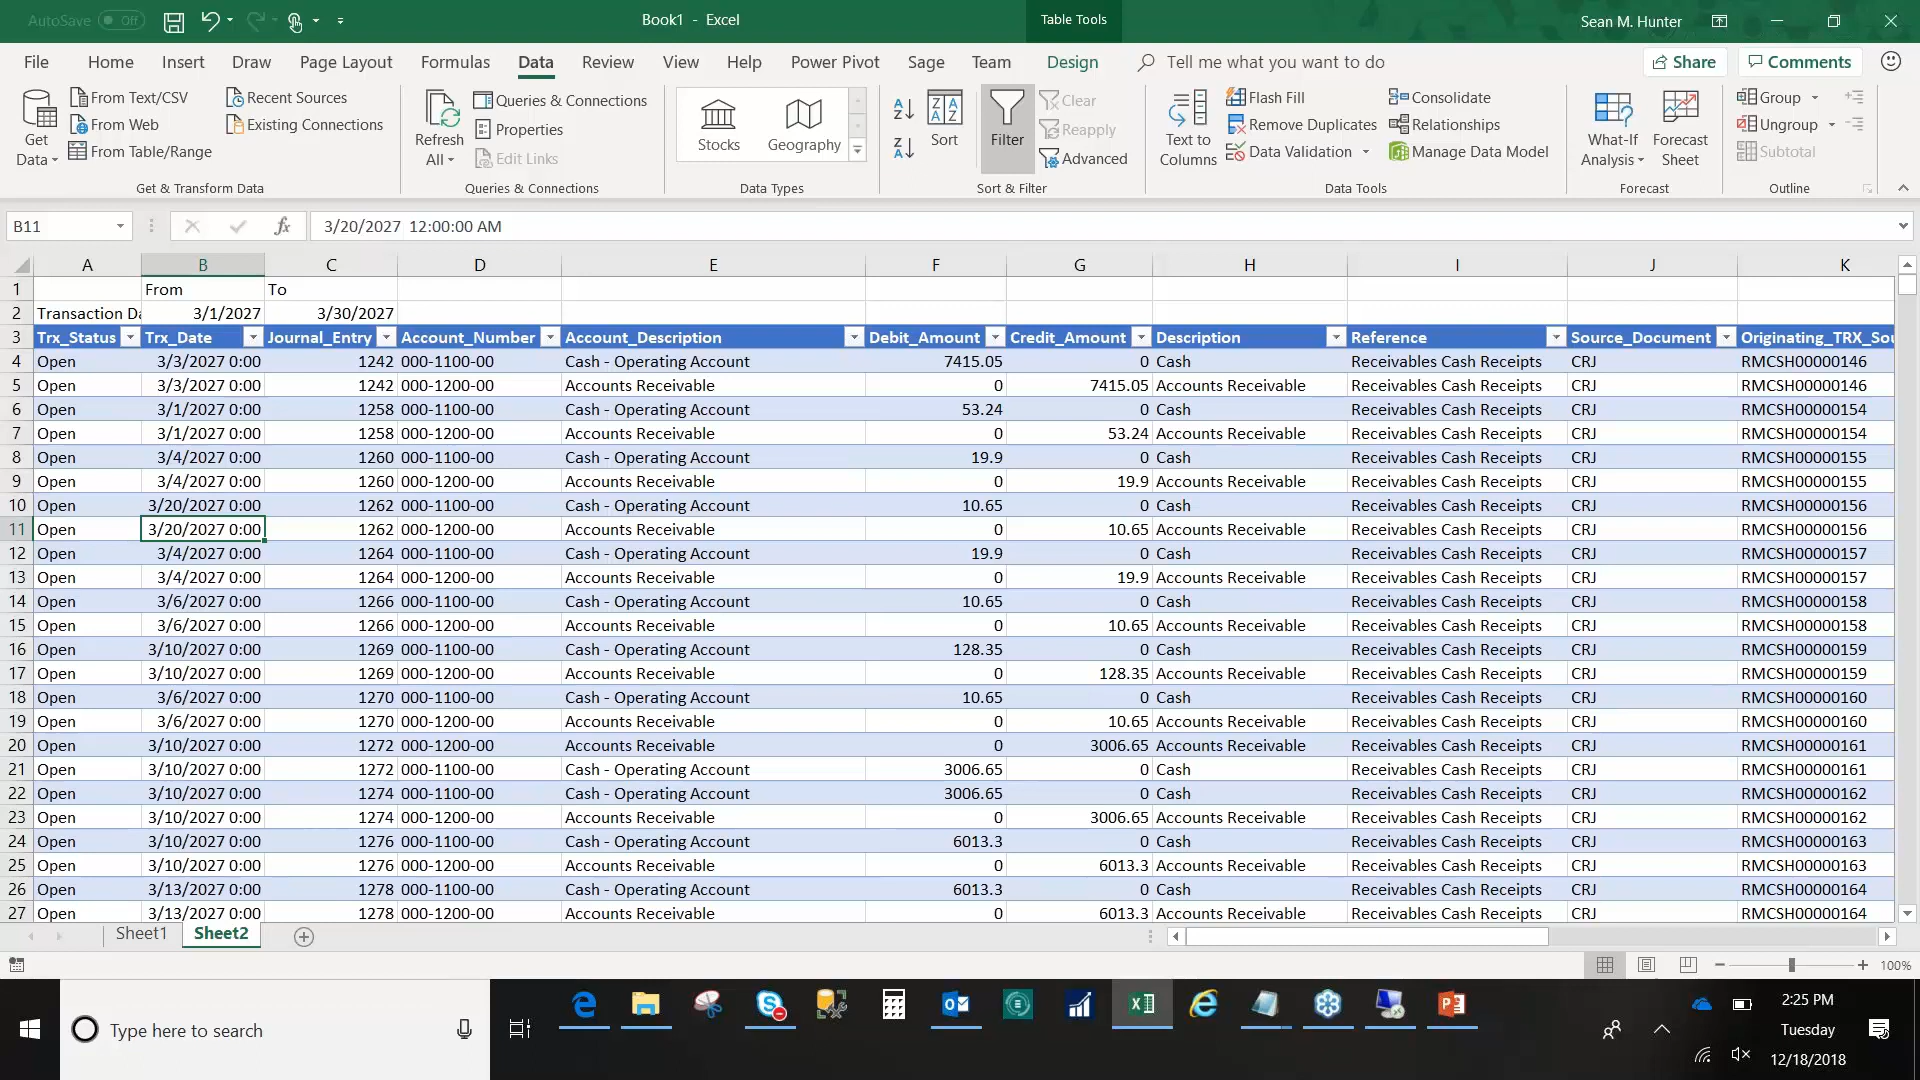 AutoSave Off
Book1 - Excel
Table Tools
Sean M. Hunter
File Home Insert Draw Page Layout Formulas Data Review View Help Power Pivot Sage Team Design Tell me what you want to do Share Comments
Get Data
From Text/CSV
From Web
From Table/Range
Recent Sources
Existing Connections
Get & Transform Data
Refresh All
Queries & Connections
Properties
Edit Links
Queries & Connections
Stocks
Geography
Data Types
Sort
Filter
Clear
Reapply
Advanced
Sort & Filter
Text to Columns
Flash Fill
Remove Duplicates
Data Validation
Consolidate
Relationships
Manage Data Model
Data Tools
What-If Analysis
Forecast Sheet
Forecast
Group
Ungroup
Subtotal
Outline
B11
fx
3/20/2027 12:00:00 AM
A B C D E F G H I J K
1 From To
2 Transaction Da 3/1/2027 3/30/2027
3 Trx_Status Trx_Date Journal_Entry Account_Number Account_Description Debit_Amount Credit_Amount Description Reference Source_Document Originating_TRX_Sou
4 Open 3/3/2027 0:00 1242 000-1100-00 Cash - Operating Account 7415.05 0 Cash Receivables Cash Receipts CRJ RMCSH00000146
5 Open 3/3/2027 0:00 1242 000-1200-00 Accounts Receivable 0 7415.05 Accounts Receivable Receivables Cash Receipts CRJ RMCSH00000146
6 Open 3/1/2027 0:00 1258 000-1100-00 Cash - Operating Account 53.24 0 Cash Receivables Cash Receipts CRJ RMCSH00000154
7 Open 3/1/2027 0:00 1258 000-1200-00 Accounts Receivable 0 53.24 Accounts Receivable Receivables Cash Receipts CRJ RMCSH00000154
8 Open 3/4/2027 0:00 1260 000-1100-00 Cash - Operating Account 19.9 0 Cash Receivables Cash Receipts CRJ RMCSH00000155
9 Open 3/4/2027 0:00 1260 000-1200-00 Accounts Receivable 0 19.9 Accounts Receivable Receivables Cash Receipts CRJ RMCSH00000155
10 Open 3/20/2027 0:00 1262 000-1100-00 Cash - Operating Account 10.65 0 Cash Receivables Cash Receipts CRJ RMCSH00000156
11 Open 3/20/2027 0:00 1262 000-1200-00 Accounts Receivable 0 10.65 Accounts Receivable Receivables Cash Receipts CRJ RMCSH00000156
12 Open 3/4/2027 0:00 1264 000-1100-00 Cash - Operating Account 19.9 0 Cash Receivables Cash Receipts CRJ RMCSH00000157
13 Open 3/4/2027 0:00 1264 000-1200-00 Accounts Receivable 0 19.9 Accounts Receivable Receivables Cash Receipts CRJ RMCSH00000157
14 Open 3/6/2027 0:00 1266 000-1100-00 Cash - Operating Account 10.65 0 Cash Receivables Cash Receipts CRJ RMCSH00000158
15 Open 3/6/2027 0:00 1266 000-1200-00 Accounts Receivable 0 10.65 Accounts Receivable Receivables Cash Receipts CRJ RMCSH00000158
16 Open 3/10/2027 0:00 1269 000-1100-00 Cash - Operating Account 128.35 0 Cash Receivables Cash Receipts CRJ RMCSH00000159
17 Open 3/10/2027 0:00 1269 000-1200-00 Accounts Receivable 0 128.35 Accounts Receivable Receivables Cash Receipts CRJ RMCSH00000159
18 Open 3/6/2027 0:00 1270 000-1100-00 Cash - Operating Account 10.65 0 Cash Receivables Cash Receipts CRJ RMCSH00000160
19 Open 3/6/2027 0:00 1270 000-1200-00 Accounts Receivable 0 10.65 Accounts Receivable Receivables Cash Receipts CRJ RMCSH00000160
20 Open 3/10/2027 0:00 1272 000-1200-00 Accounts Receivable 0 3006.65 Accounts Receivable Receivables Cash Receipts CRJ RMCSH00000161
21 Open 3/10/2027 0:00 1272 000-1100-00 Cash - Operating Account 3006.65 0 Cash Receivables Cash Receipts CRJ RMCSH00000161
22 Open 3/10/2027 0:00 1274 000-1100-00 Cash - Operating Account 3006.65 0 Cash Receivables Cash Receipts CRJ RMCSH00000162
23 Open 3/10/2027 0:00 1274 000-1200-00 Accounts Receivable 0 3006.65 Accounts Receivable Receivables Cash Receipts CRJ RMCSH00000162
24 Open 3/10/2027 0:00 1276 000-1100-00 Cash - Operating Account 6013.3 0 Cash Receivables Cash Receipts CRJ RMCSH00000163
25 Open 3/10/2027 0:00 1276 000-1200-00 Accounts Receivable 0 6013.3 Accounts Receivable Receivables Cash Receipts CRJ RMCSH00000163
26 Open 3/13/2027 0:00 1278 000-1100-00 Cash - Operating Account 6013.3 0 Cash Receivables Cash Receipts CRJ RMCSH00000164
27 Open 3/13/2027 0:00 1278 000-1200-00 Accounts Receivable 0 6013.3 Accounts Receivable Receivables Cash Receipts CRJ RMCSH00000164
Sheet1 Sheet2
100%
Type here to search
2:25 PM
Tuesday
12/18/2018